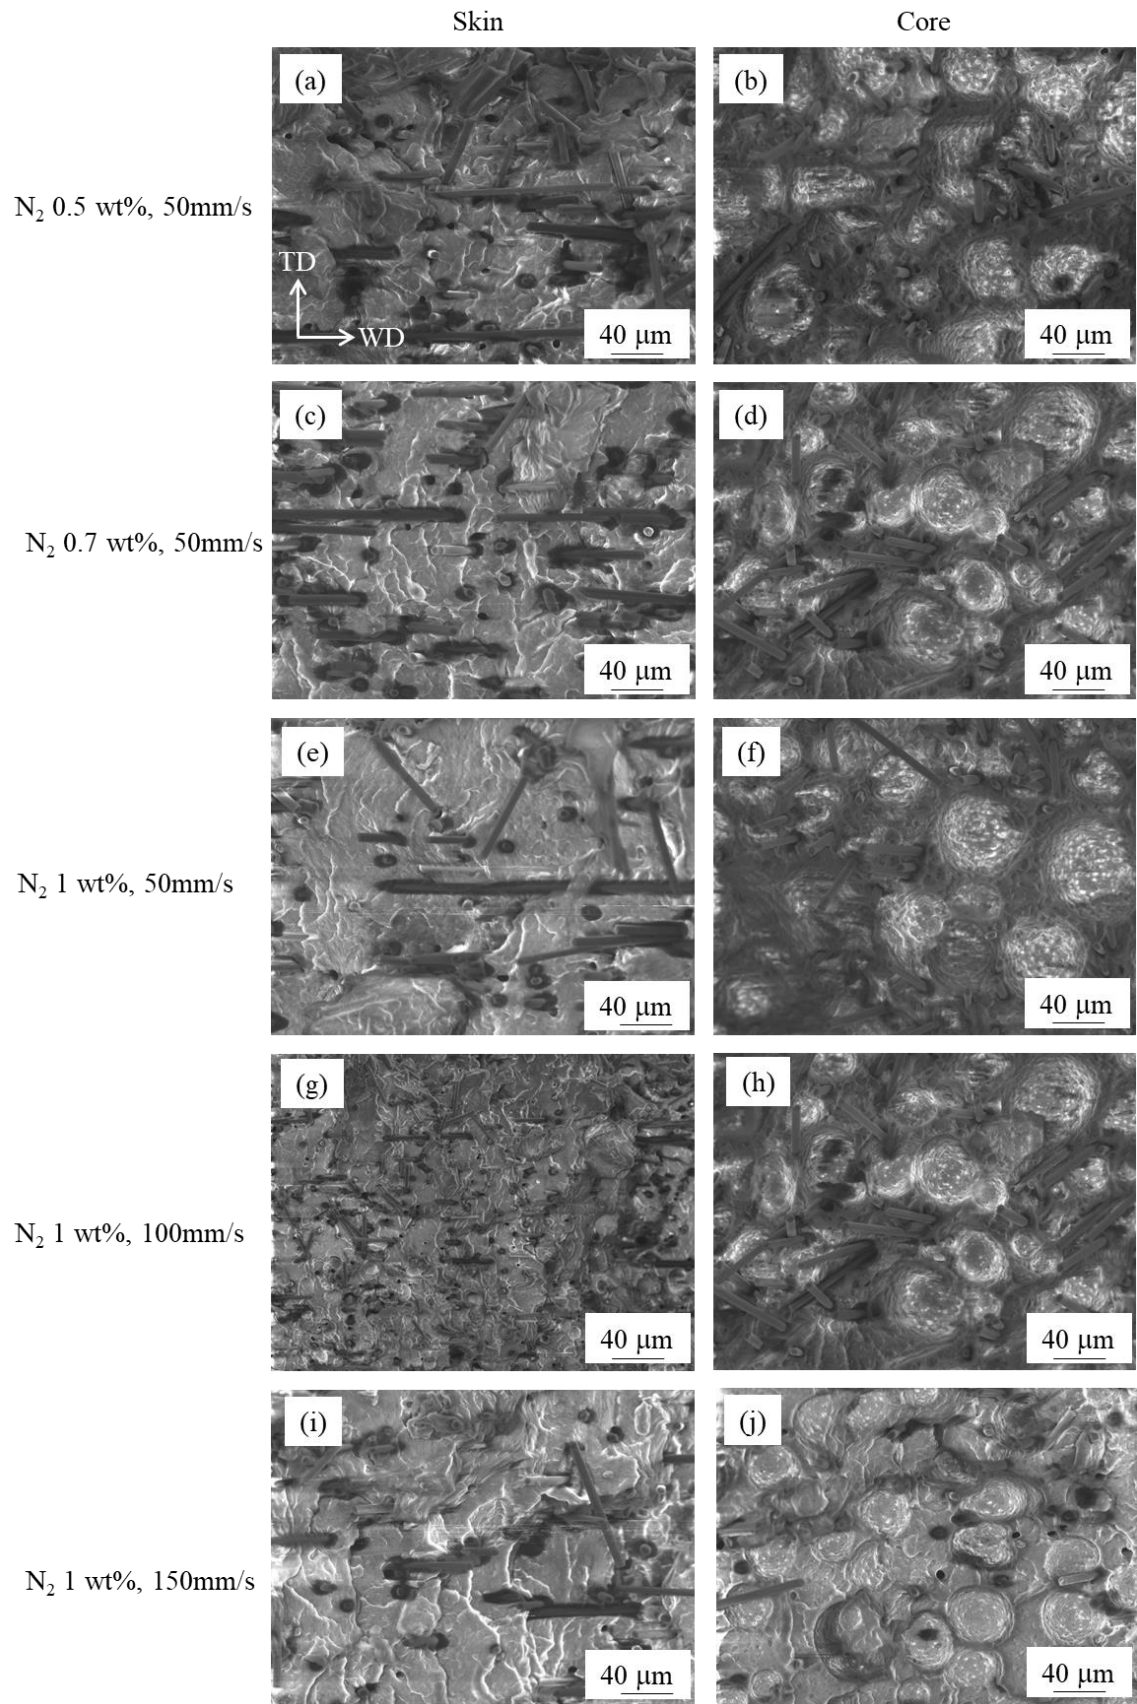 Skin Core
(a) (b)
N₂ 0.5 wt%, 50mm/s
TD
WD
40 µm 40 µm
(c) (d)
N₂ 0.7 wt%, 50mm/s
40 µm 40 µm
(e) (f)
N₂ 1 wt%, 50mm/s
40 µm 40 µm
(g) (h)
N₂ 1 wt%, 100mm/s
40 µm 40 µm
(i) (j)
N₂ 1 wt%, 150mm/s
40 µm 40 µm